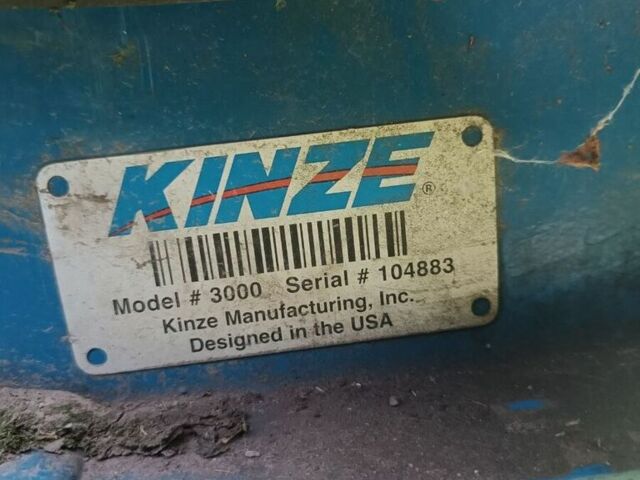 KINZE®
Model # 3000 Serial # 104883
Kinze Manufacturing, Inc.
Designed in the USA